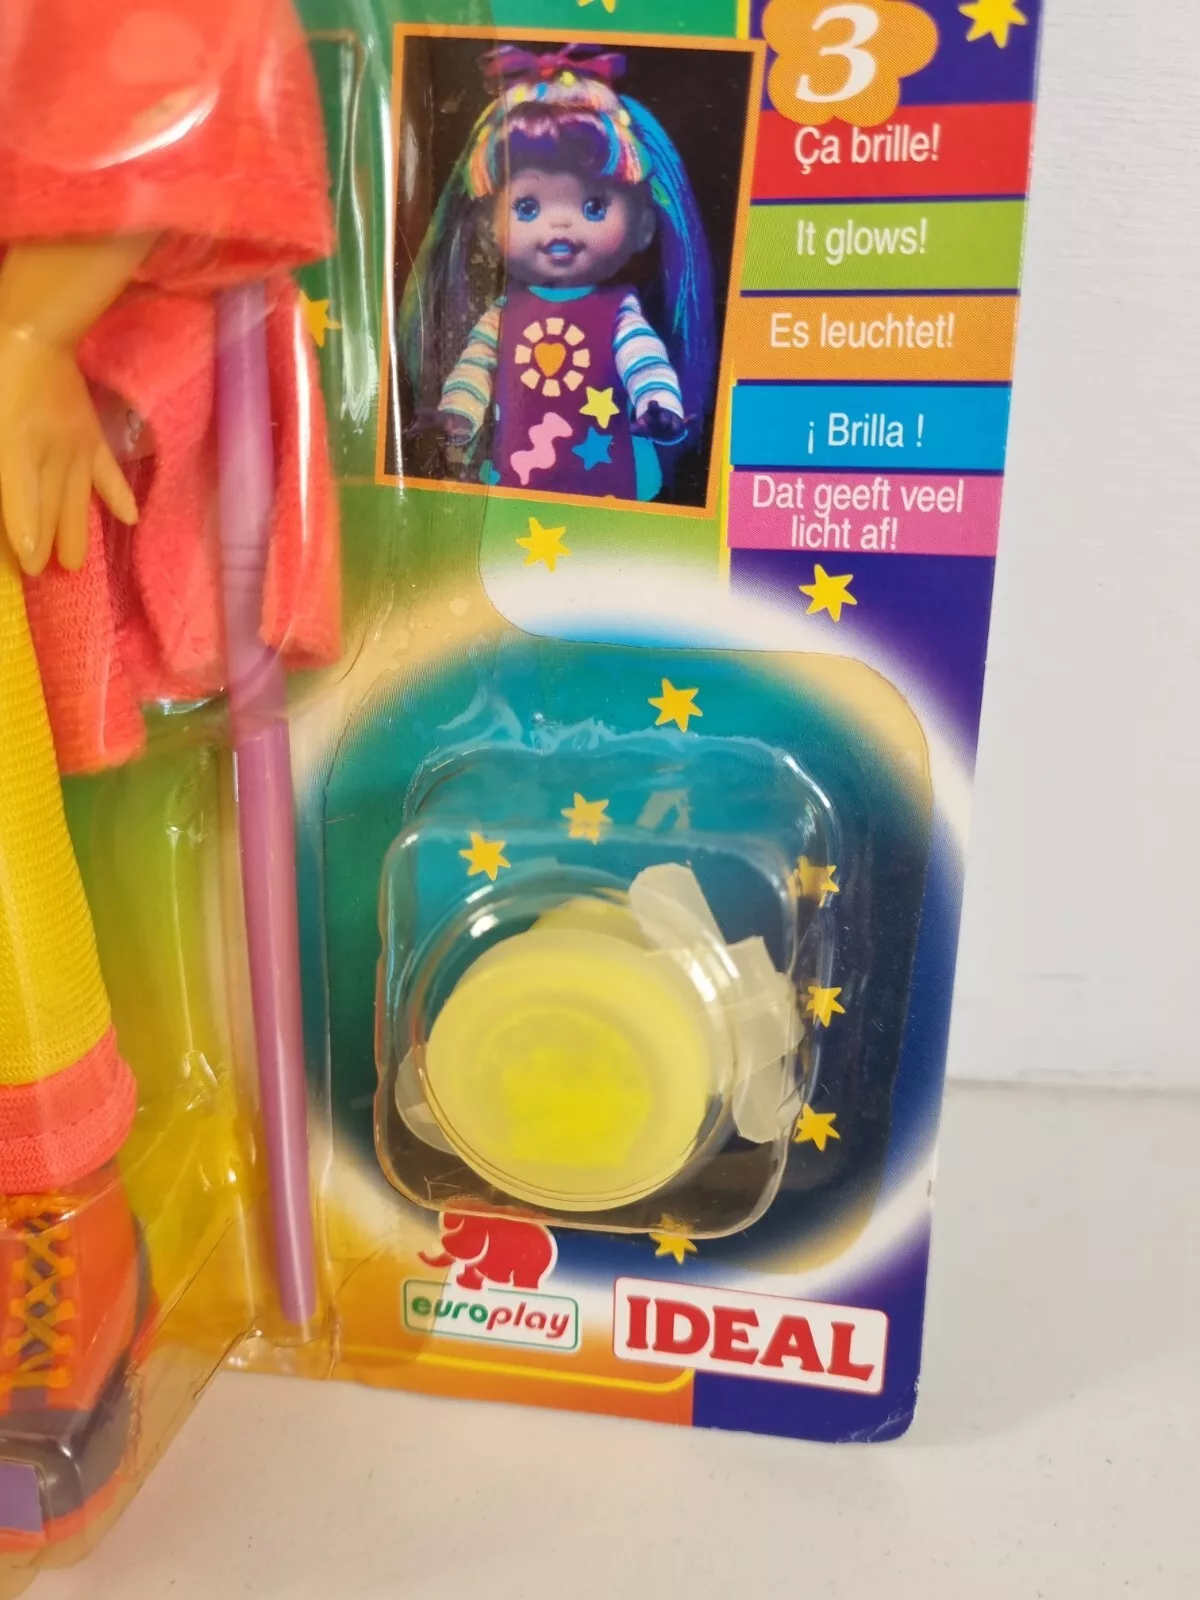 3
Ça brille!
It glows!
Es leuchtet!
¡ Brilla !
Dat geeft veel
licht af!
europlay
IDEAL